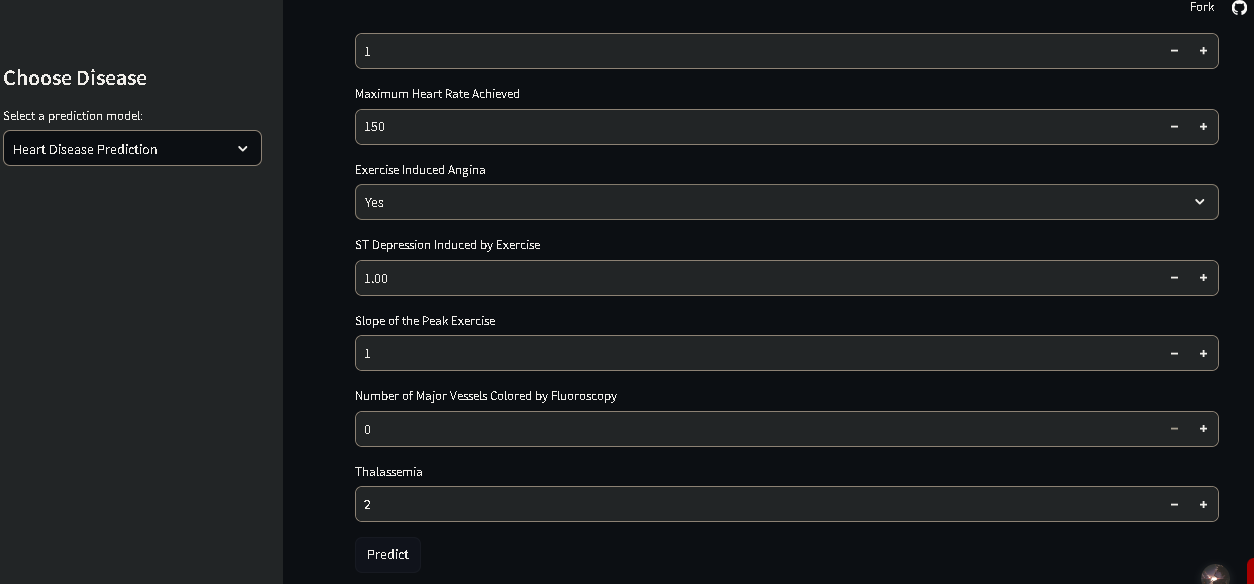 Fork
Choose Disease
Select a prediction model:
Heart Disease Prediction
1
Maximum Heart Rate Achieved
150
Exercise Induced Angina
Yes
ST Depression Induced by Exercise
1.00
Slope of the Peak Exercise
1
Number of Major Vessels Colored by Fluoroscopy
0
Thalassemia
2
Predict